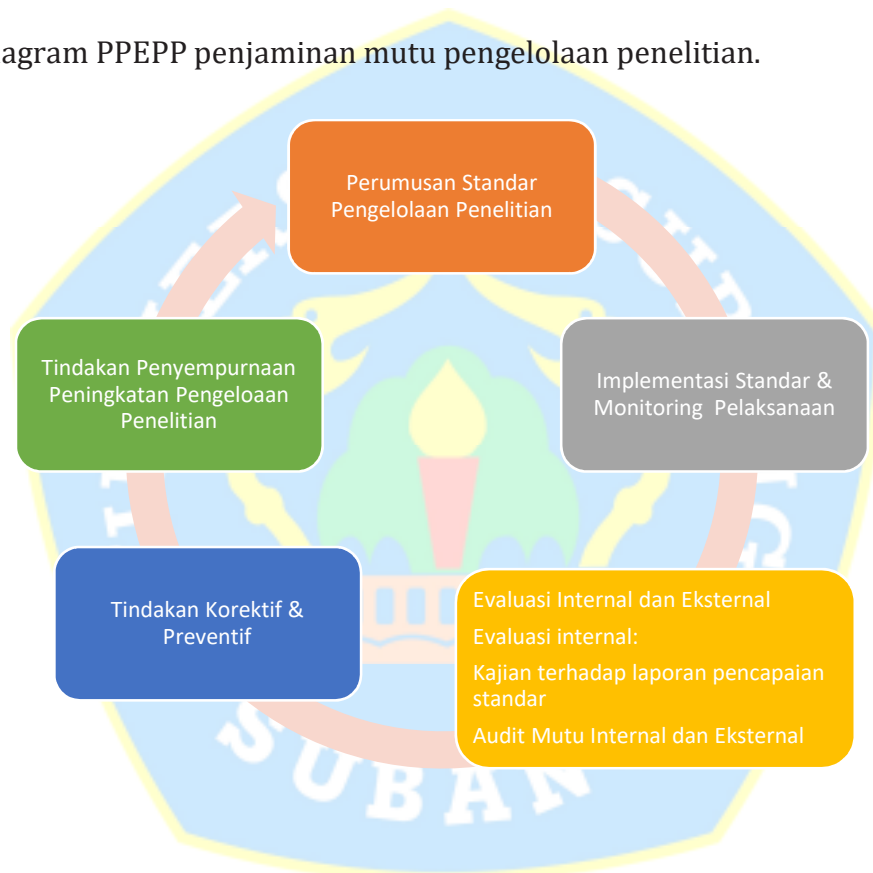 agram PPEPP penjaminan mutu pengelolaan penelitian.
Perumusan Standar
Pengelolaan Penelitian
Implementasi Standar &
Monitoring Pelaksanaan
Evaluasi Internal dan Eksternal
Evaluasi internal:
Kajian terhadap laporan pencapaian
standar
Audit Mutu Internal dan Eksternal
Tindakan Korektif &
Preventif
Tindakan Penyempurnaan
Peningkatan Pengeloaan
Penelitian
SUBAN